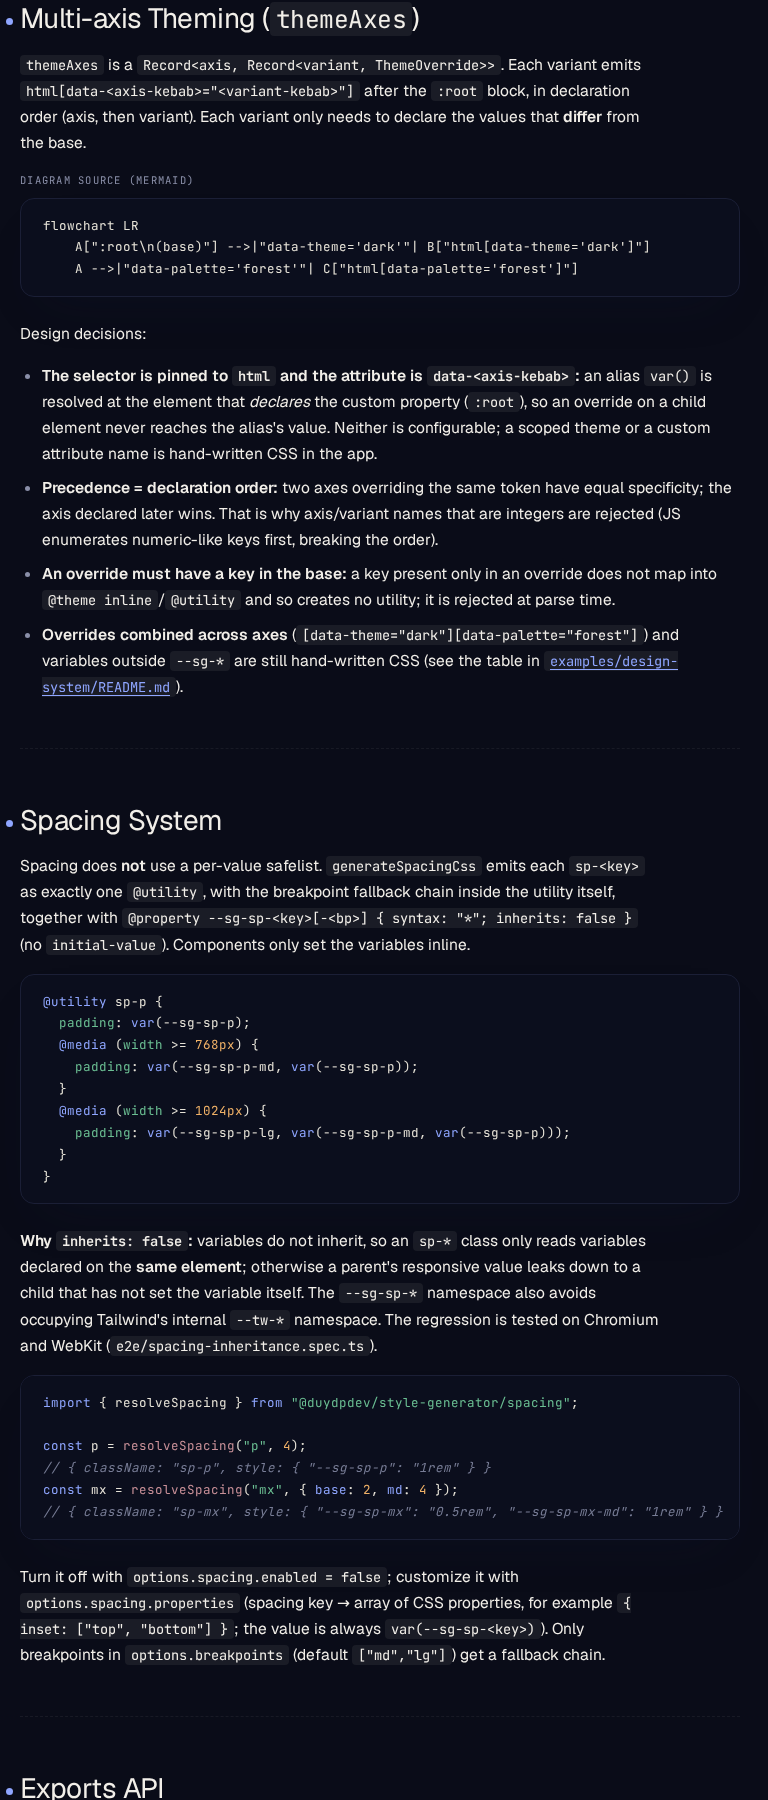 Multi-axis Theming (themeAxes)
themeAxes is a Record<axis, Record<variant, ThemeOverride>>. Each variant emits
html[data-<axis-kebab>="<variant-kebab>"] after the :root block, in declaration
order (axis, then variant). Each variant only needs to declare the values that differ from
the base.
DIAGRAM SOURCE (MERMAID)
flowchart LR
    A[":root\n(base)"] -->|"data-theme='dark'"| B["html[data-theme='dark']"]
    A -->|"data-palette='forest'"| C["html[data-palette='forest']"]
Design decisions:
• The selector is pinned to html and the attribute is data-<axis-kebab>: an alias var() is
resolved at the element that declares the custom property (:root), so an override on a child
element never reaches the alias's value. Neither is configurable; a scoped theme or a custom
attribute name is hand-written CSS in the app.
• Precedence = declaration order: two axes overriding the same token have equal specificity; the
axis declared later wins. That is why axis/variant names that are integers are rejected (JS
enumerates numeric-like keys first, breaking the order).
• An override must have a key in the base: a key present only in an override does not map into
@theme inline/@utility and so creates no utility; it is rejected at parse time.
• Overrides combined across axes ([data-theme="dark"][data-palette="forest"]) and
variables outside --sg-* are still hand-written CSS (see the table in examples/design-
system/README.md).
Spacing System
Spacing does not use a per-value safelist. generateSpacingCss emits each sp-<key>
as exactly one @utility, with the breakpoint fallback chain inside the utility itself,
together with @property --sg-sp-<key>[-<bp>] { syntax: "*"; inherits: false }
(no initial-value). Components only set the variables inline.
@utility sp-p {
  padding: var(--sg-sp-p);
  @media (width >= 768px) {
    padding: var(--sg-sp-p-md, var(--sg-sp-p));
  }
  @media (width >= 1024px) {
    padding: var(--sg-sp-p-lg, var(--sg-sp-p-md, var(--sg-sp-p)));
  }
}
Why inherits: false: variables do not inherit, so an sp-* class only reads variables
declared on the same element; otherwise a parent's responsive value leaks down to a
child that has not set the variable itself. The --sg-sp-* namespace also avoids
occupying Tailwind's internal --tw-* namespace. The regression is tested on Chromium
and WebKit (e2e/spacing-inheritance.spec.ts).
import { resolveSpacing } from "@duydpdev/style-generator/spacing";
const p = resolveSpacing("p", 4);
// { className: "sp-p", style: { "--sg-sp-p": "1rem" } }
const mx = resolveSpacing("mx", { base: 2, md: 4 });
// { className: "sp-mx", style: { "--sg-sp-mx": "0.5rem", "--sg-sp-mx-md": "1rem" } }
Turn it off with options.spacing.enabled = false; customize it with
options.spacing.properties (spacing key → array of CSS properties, for example {
inset: ["top", "bottom"] }; the value is always var(--sg-sp-<key>)). Only
breakpoints in options.breakpoints (default ["md","lg"]) get a fallback chain.
Exports API